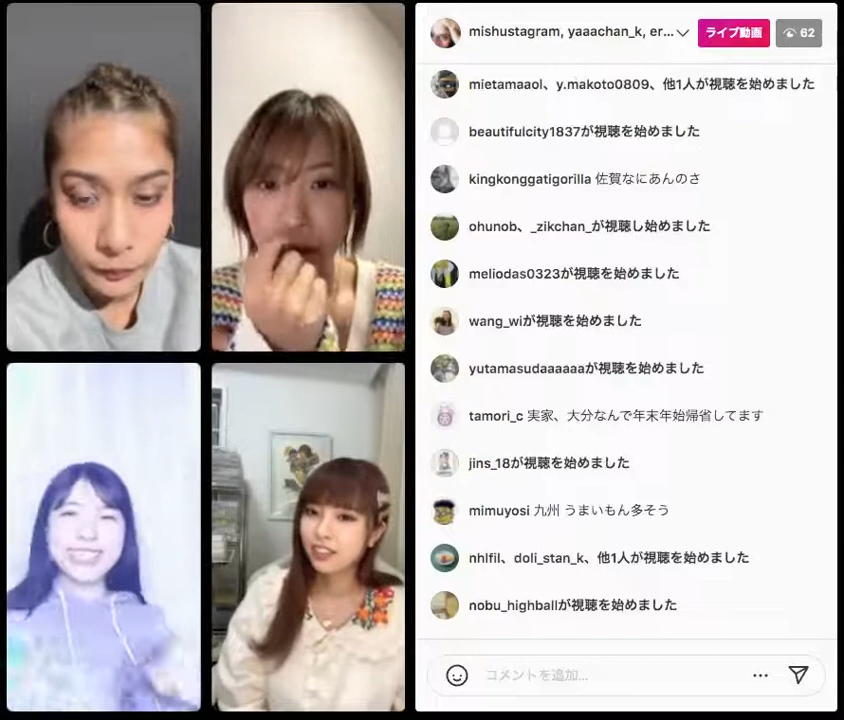 mishustagram, yaaachan_k, er...
ライブ動画
62
mietamaaol、y.makoto0809、他1人が視聴を始めました
beautifulcity1837が視聴を始めました
kingkonggatigorilla 佐賀なにあんのさ
ohunob、_zikchan_が視聴し始めました
meliodas0323が視聴を始めました
wang_wiが視聴を始めました
yutamasudaaaaaaが視聴を始めました
tamori_c 実家、大分なんで年末年始帰省してます
jins_18が視聴を始めました
mimuyosi 九州 うまいもん多そう
nhlfil、doli_stan_k、他1人が視聴を始めました
nobu_highballが視聴を始めました
コメントを追加...